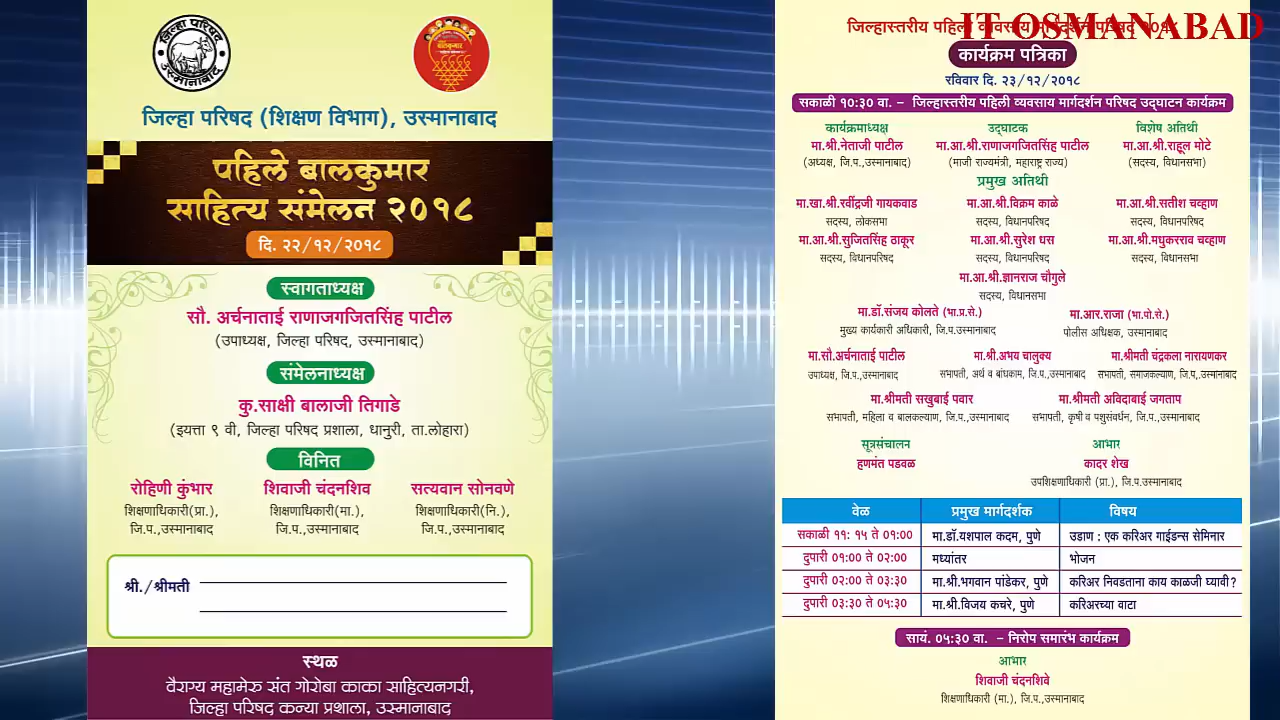 जिल्हा परिषद
उस्मानाबाद
जिल्हा परिषद (शिक्षण विभाग), उस्मानाबाद
पहिले बालकुमार
साहित्य संमेलन २०१८
दि. २२/१२/२०१८
स्वागताध्यक्ष
सौ. अर्चनाताई राणाजगजितसिंह पाटील
(उपाध्यक्ष, जिल्हा परिषद, उस्मानाबाद)
संमेलनाध्यक्ष
कु.साक्षी बालाजी तिगाडे
(इयत्ता ९ वी, जिल्हा परिषद प्रशाला, धानुरी, ता.लोहारा)
विनित
रोहिणी कुंभार शिवाजी चंदनशिव सत्यवान सोनवणे
शिक्षणाधिकारी(प्रा.), शिक्षणाधिकारी(मा.), शिक्षणाधिकारी(नि.),
जि.प.,उस्मानाबाद जि.प.,उस्मानाबाद जि.प.,उस्मानाबाद
श्री./श्रीमती
स्थळ
वैराग्य महामेरु संत गोरोबा काका साहित्यनगरी,
जिल्हा परिषद कन्या प्रशाला, उस्मानाबाद
IT OSMANABAD
जिल्हास्तरीय पहिली व्यवसाय मार्गदर्शन परिषद २०१८
कार्यक्रम पत्रिका
रविवार दि. २३/१२/२०१८
सकाळी १०:३० वा. – जिल्हास्तरीय पहिली व्यवसाय मार्गदर्शन परिषद उद्घाटन कार्यक्रम
कार्यक्रमाध्यक्ष उद्घाटक विशेष अतिथी
मा.श्री.नेताजी पाटील मा.आ.श्री.राणाजगजितसिंह पाटील मा.आ.श्री.राहूल मोटे
(अध्यक्ष, जि.प.,उस्मानाबाद) (माजी राज्यमंत्री, महाराष्ट्र राज्य) (सदस्य, विधानसभा)
प्रमुख अतिथी
मा.खा.श्री.रवींद्रजी गायकवाड मा.आ.श्री.विक्रम काळे मा.आ.श्री.सतीश चव्हाण
सदस्य, लोकसभा सदस्य, विधानपरिषद सदस्य, विधानपरिषद
मा.आ.श्री.सुजितसिंह ठाकूर मा.आ.श्री.सुरेश धस मा.आ.श्री.मधुकरराव चव्हाण
सदस्य, विधानपरिषद सदस्य, विधानपरिषद सदस्य, विधानसभा
मा.आ.श्री.ज्ञानराज चौगुले
सदस्य, विधानसभा
मा.डॉ.संजय कोलते (भा.प्र.से.) मा.आर.राजा (भा.पो.से.)
मुख्य कार्यकारी अधिकारी, जि.प.उस्मानाबाद पोलीस अधिक्षक, उस्मानाबाद
मा.सौ.अर्चनाताई पाटील मा.श्री.अभय चालुक्य मा.श्रीमती चंद्रकला नारायणकर
उपाध्यक्ष, जि.प.,उस्मानाबाद सभापती, अर्थ व बांधकाम, जि.प.,उस्मानाबाद सभापती, समाजकल्याण, जि.प,.उस्मानाबाद
मा.श्रीमती सखुबाई पवार मा.श्रीमती अविदाबाई जगताप
सभापती, महिला व बालकल्याण, जि.प.,उस्मानाबाद सभापती, कृषी व पशुसंवर्धन, जि.प.,उस्मानाबाद
सूत्रसंचालन आभार
हणमंत पडवळ कादर शेख
उपशिक्षणाधिकारी (प्रा.), जि.प.उस्मानाबाद
वेळ प्रमुख मार्गदर्शक विषय
सकाळी ११: १५ ते ०१:०० मा.डॉ.यशपाल कदम, पुणे उडाण : एक करिअर गाईडन्स सेमिनार
दुपारी ०१:०० ते ०२:०० मध्यांतर भोजन
दुपारी ०२:०० ते ०३:३० मा.श्री.भगवान पांडेकर, पुणे करिअर निवडताना काय काळजी घ्यावी?
दुपारी ०३:३० ते ०५:३० मा.श्री.विजय कचरे, पुणे करिअरच्या वाटा
सायं. ०५:३० वा. – निरोप समारंभ कार्यक्रम
आभार
शिवाजी चंदनशिवे
शिक्षणाधिकारी (मा.), जि.प.,उस्मानाबाद